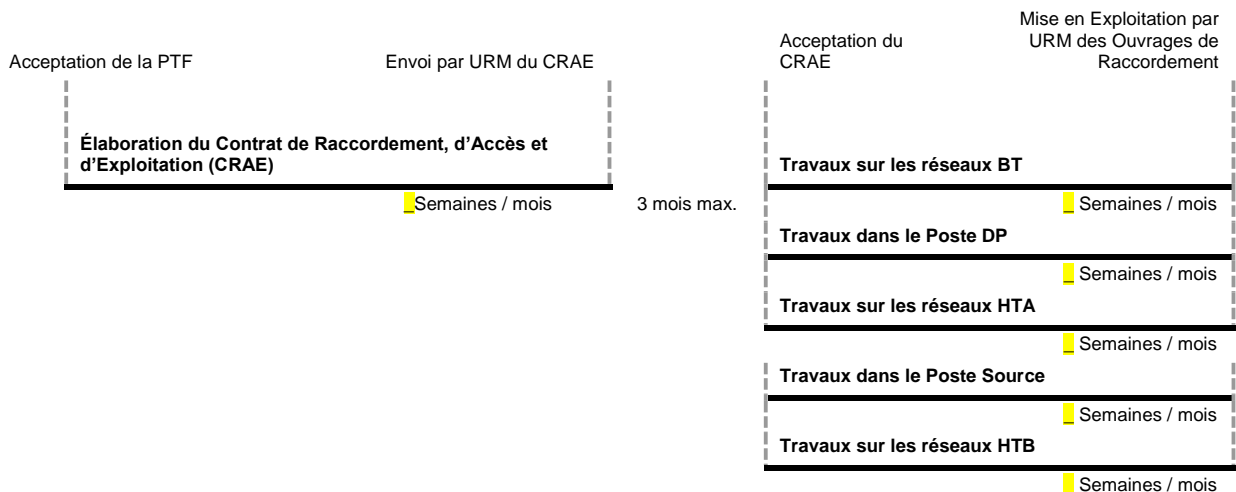 Acceptation de la PTF
Envoi par URM du CRAE
Acceptation du
CRAE
Mise en Exploitation par
URM des Ouvrages de
Raccordement
Élaboration du Contrat de Raccordement, d'Accès et
d'Exploitation (CRAE)
_Semaines / mois
3 mois max.
Travaux sur les réseaux BT
_ Semaines / mois
Travaux dans le Poste DP
_ Semaines / mois
Travaux sur les réseaux HTA
_ Semaines / mois
Travaux dans le Poste Source
_ Semaines / mois
Travaux sur les réseaux HTB
_ Semaines / mois